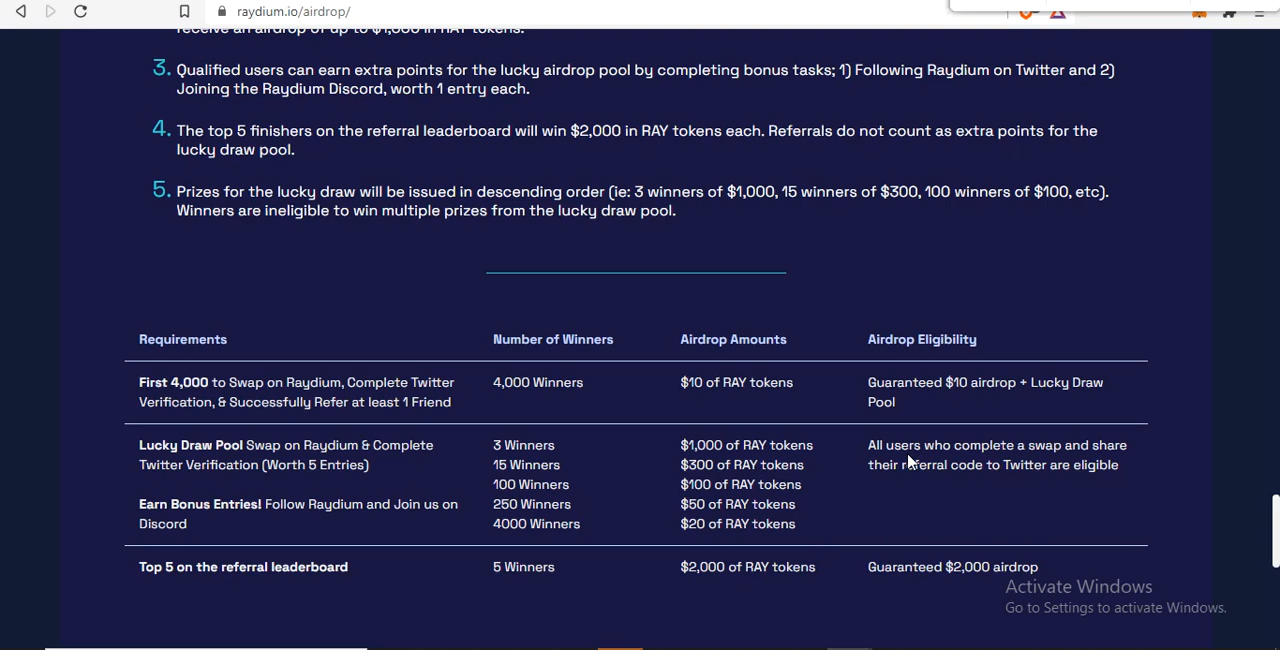 raydium.io/airdrop/
receive an airdrop of up to $1,000 in RAY tokens.
3. Qualified users can earn extra points for the lucky airdrop pool by completing bonus tasks; 1) Following Raydium on Twitter and 2)
Joining the Raydium Discord, worth 1 entry each.
4. The top 5 finishers on the referral leaderboard will win $2,000 in RAY tokens each. Referrals do not count as extra points for the
lucky draw pool.
5. Prizes for the lucky draw will be issued in descending order (ie: 3 winners of $1,000, 15 winners of $300, 100 winners of $100, etc).
Winners are ineligible to win multiple prizes from the lucky draw pool.
Requirements Number of Winners Airdrop Amounts Airdrop Eligibility
First 4,000 to Swap on Raydium, Complete Twitter 4,000 Winners $10 of RAY tokens Guaranteed $10 airdrop + Lucky Draw
Verification, & Successfully Refer at least 1 Friend Pool
Lucky Draw Pool Swap on Raydium & Complete 3 Winners $1,000 of RAY tokens All users who complete a swap and share
Twitter Verification (Worth 5 Entries) 15 Winners $300 of RAY tokens their referral code to Twitter are eligible
100 Winners $100 of RAY tokens
Earn Bonus Entries! Follow Raydium and Join us on 250 Winners $50 of RAY tokens
Discord 4000 Winners $20 of RAY tokens
Top 5 on the referral leaderboard 5 Winners $2,000 of RAY tokens Guaranteed $2,000 airdrop
Activate Windows
Go to Settings to activate Windows.